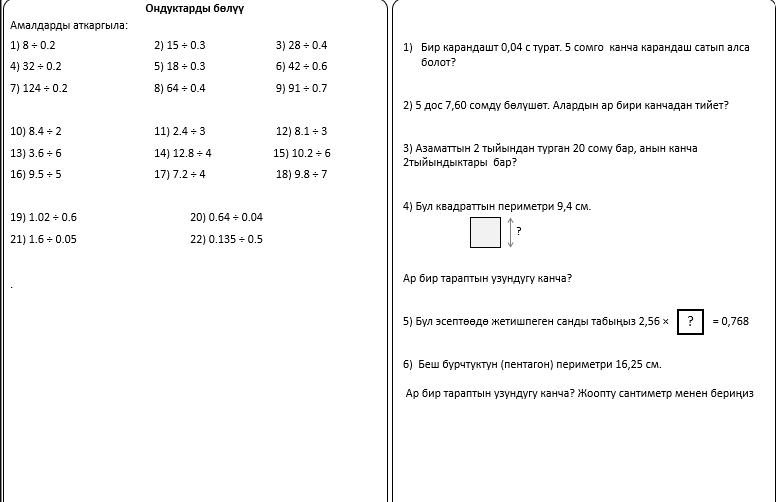 Ондуктарды бөлүү
Амалдарды аткаргыла:
1) 8 ÷ 0.2 2) 15 ÷ 0.3 3) 28 ÷ 0.4
4) 32 ÷ 0.2 5) 18 ÷ 0.3 6) 42 ÷ 0.6
7) 124 ÷ 0.2 8) 64 ÷ 0.4 9) 91 ÷ 0.7
10) 8.4 ÷ 2 11) 2.4 ÷ 3 12) 8.1 ÷ 3
13) 3.6 ÷ 6 14) 12.8 ÷ 4 15) 10.2 ÷ 6
16) 9.5 ÷ 5 17) 7.2 ÷ 4 18) 9.8 ÷ 7
19) 1.02 ÷ 0.6 20) 0.64 ÷ 0.04
21) 1.6 ÷ 0.05 22) 0.135 ÷ 0.5
.
1) Бир карандашт 0,04 с турат. 5 сомго канча карандаш сатып алса
болот?
2) 5 дос 7,60 сомду бөлүшөт. Алардын ар бири канчадан тийет?
3) Азаматтын 2 тыйындан турган 20 сому бар, анын канча
2тыйындыктары бар?
4) Бул квадраттын периметри 9,4 см.
?
Ар бир тараптын узундугу канча?
5) Бул эсептөөдө жетишпеген санды табыңыз 2,56 × ? = 0,768
6) Беш бурчтуктун (пентагон) периметри 16,25 см.
Ар бир тараптын узундугу канча? Жоопту сантиметр менен бериңиз